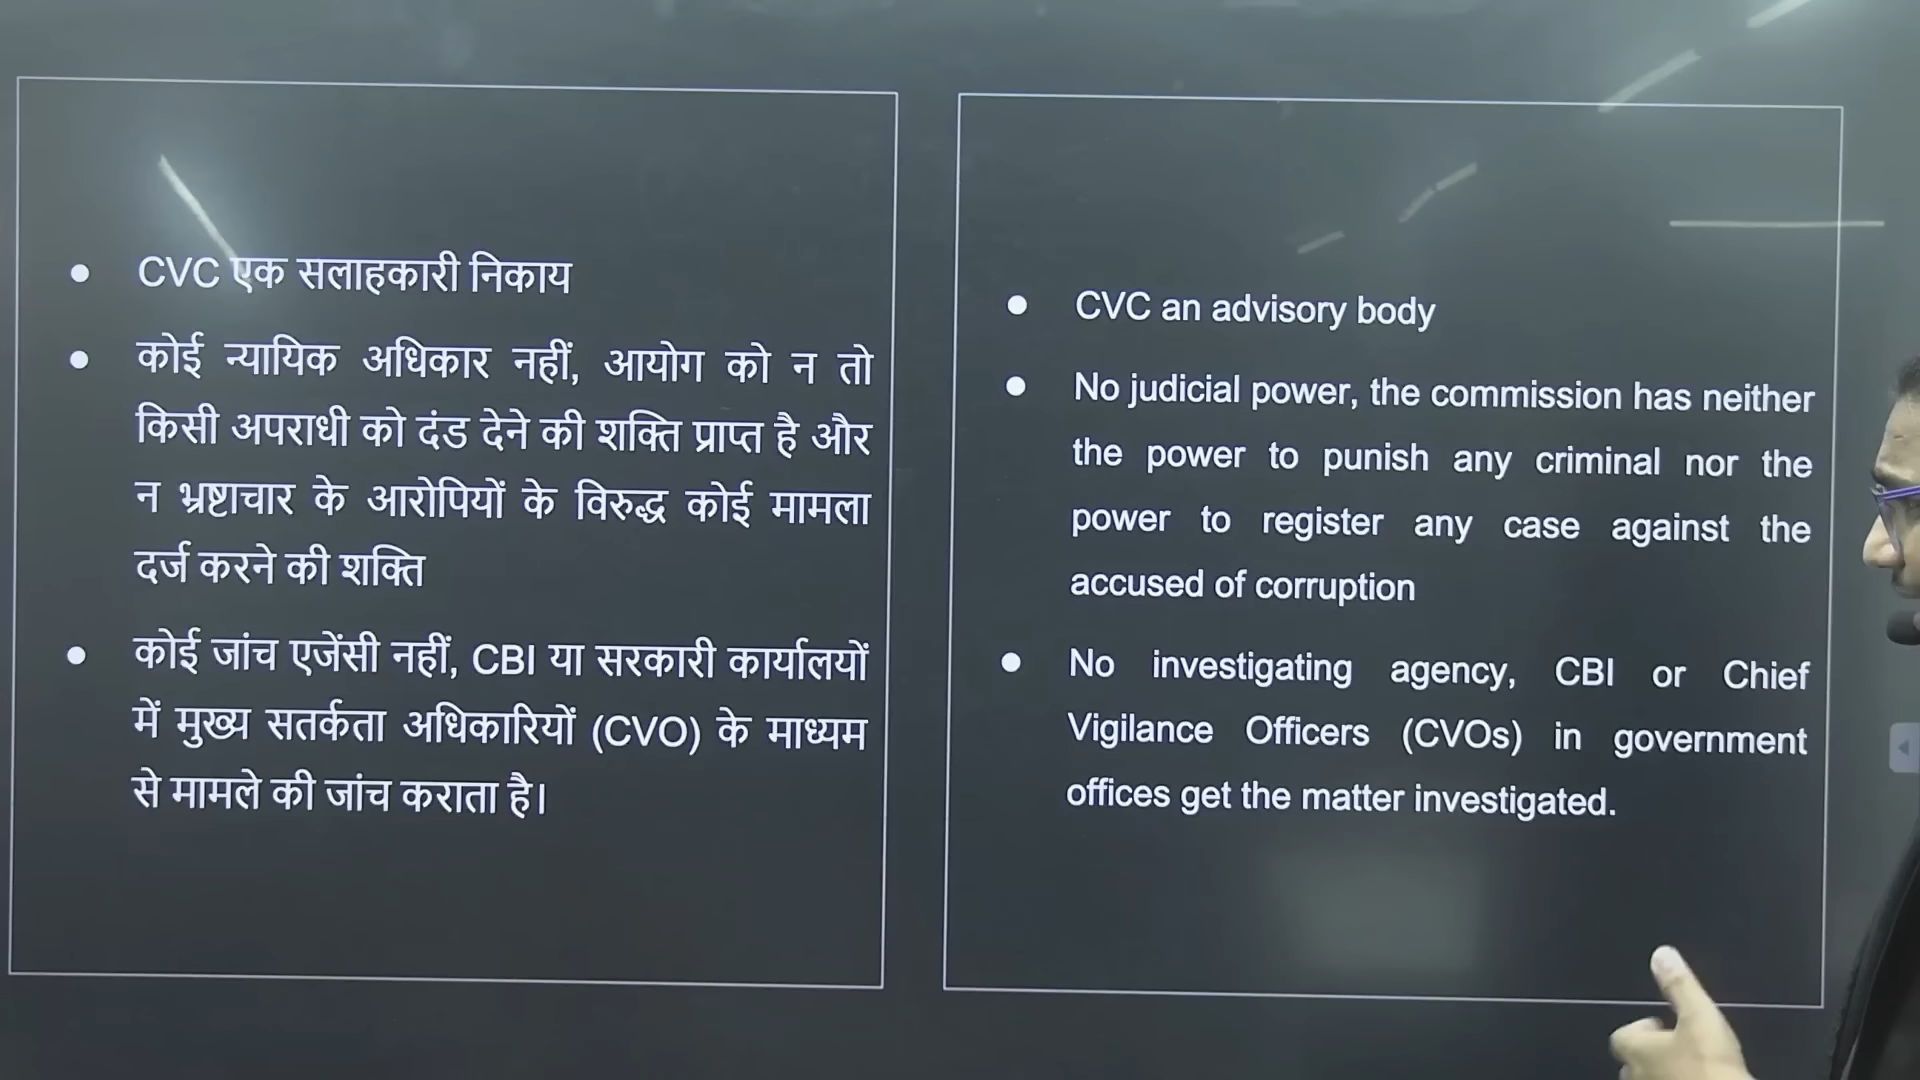 CVC एक सलाहकारी निकाय
कोई न्यायिक अधिकार नहीं, आयोग को न तो
किसी अपराधी को दंड देने की शक्ति प्राप्त है और
न भ्रष्टाचार के आरोपियों के विरुद्ध कोई मामला
दर्ज करने की शक्ति
कोई जांच एजेंसी नहीं, CBI या सरकारी कार्यालयों
में मुख्य सतर्कता अधिकारियों (CVO) के माध्यम
से मामले की जांच कराता है।
CVC an advisory body
No judicial power, the commission has neither
the power to punish any criminal nor the
power to register any case against the
accused of corruption
No investigating agency, CBI or Chief
Vigilance Officers (CVOs) in government
offices get the matter investigated.